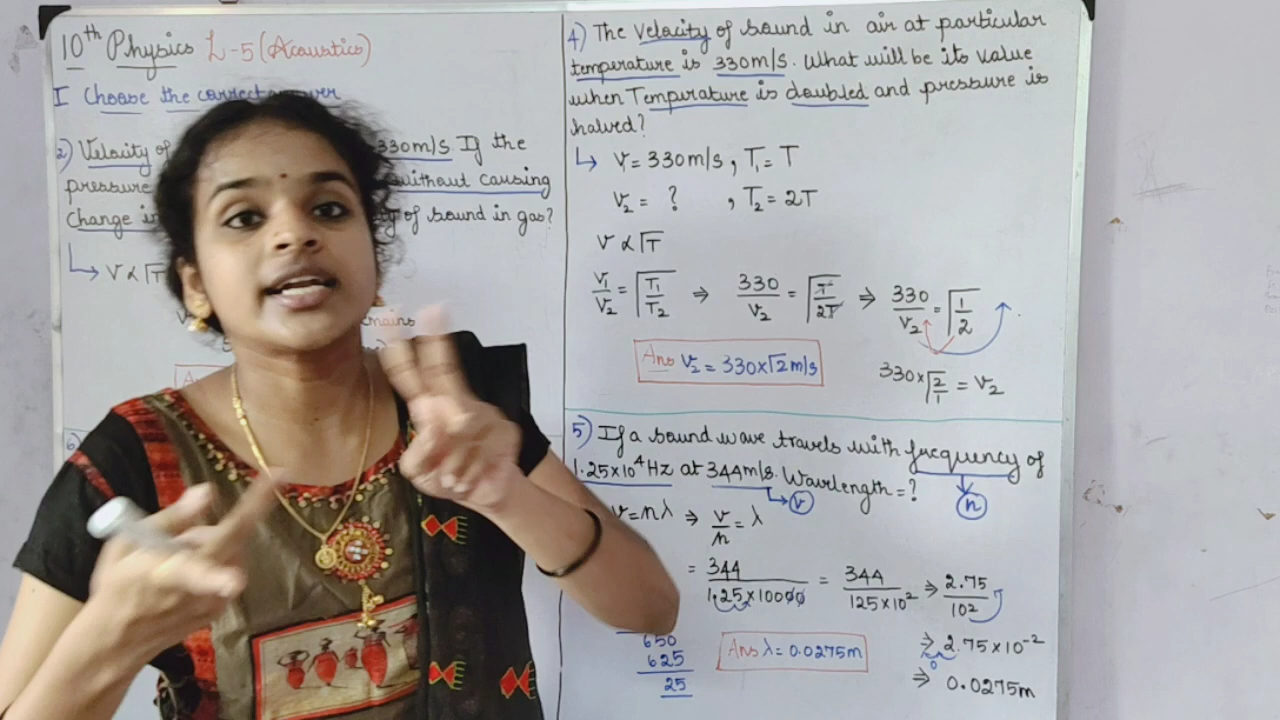 10th Physics L-5 (Acoustics)
I Choose the correct
2) Velocity of 330m/s. If the
pressure without causing
change in of sound in gas?
↳ V ∝ √T
6)
4) The velocity of sound in air at particular
temperature is 330m/s. What will be its value
when Temperature is doubled and pressure is
halved?
↳ V₁ = 330m/s, T₁ = T
V₂ = ? , T₂ = 2T
V ∝ √T
V₁/V₂ = √(T₁/T₂) ⇒ 330/V₂ = √(T/2T) ⇒ 330/V₂ = √(1/2)
Ans V₂ = 330×√2 m/s
330×√(2/1) = V₂
5) If a sound wave travels with frequency of
1.25×10⁴Hz at 344m/s. Wavelength = ?
V n
V = nλ ⇒ V/n = λ
= 344/1.25×10000 = 344/125×10² ⇒ 2.75/10²
650
625
25
Ans λ = 0.0275m
⇒ 2.75×10⁻²
0
⇒ 0.0275m